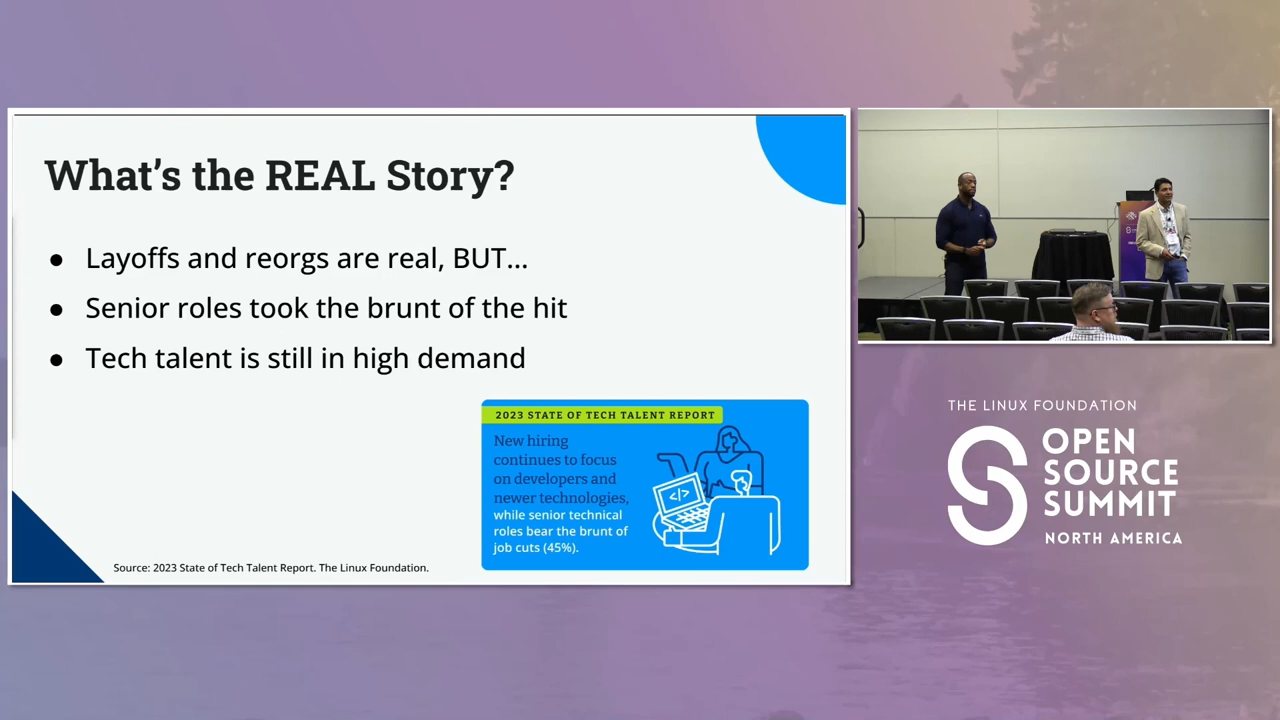 What's the REAL Story?
● Layoffs and reorgs are real, BUT...
● Senior roles took the brunt of the hit
● Tech talent is still in high demand
2023 STATE OF TECH TALENT REPORT
New hiring
continues to focus
on developers and
newer technologies,
while senior technical
roles bear the brunt of
job cuts (45%).
</>
Source: 2023 State of Tech Talent Report. The Linux Foundation.
THE LINUX FOUNDATION
OPEN
SOURCE
SUMMIT
NORTH AMERICA